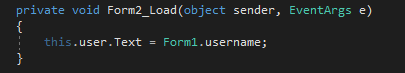 private void Form2_Load(object sender, EventArgs e)
{
this.user.Text = Form1.username;
}